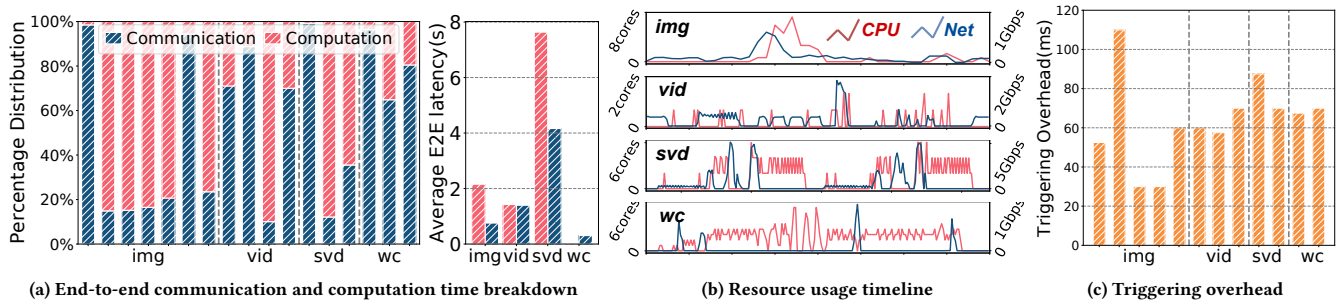 100%
80%
60%
40%
20%
0%
Percentage Distribution
Communication
Computation
img
vid
svd
wc
8
6
4
2
0
Average E2E latency(s)
img vid svd wc
(a) End-to-end communication and computation time breakdown
img
CPU
Net
0 8cores
0 1Gbps
vid
0 2cores
0 2Gbps
svd
0 6cores
0 5Gbps
wc
0 6cores
0 1Gbps
(b) Resource usage timeline
120
100
80
60
40
20
0
Triggering Overhead(ms)
img
vid
svd
wc
(c) Triggering overhead